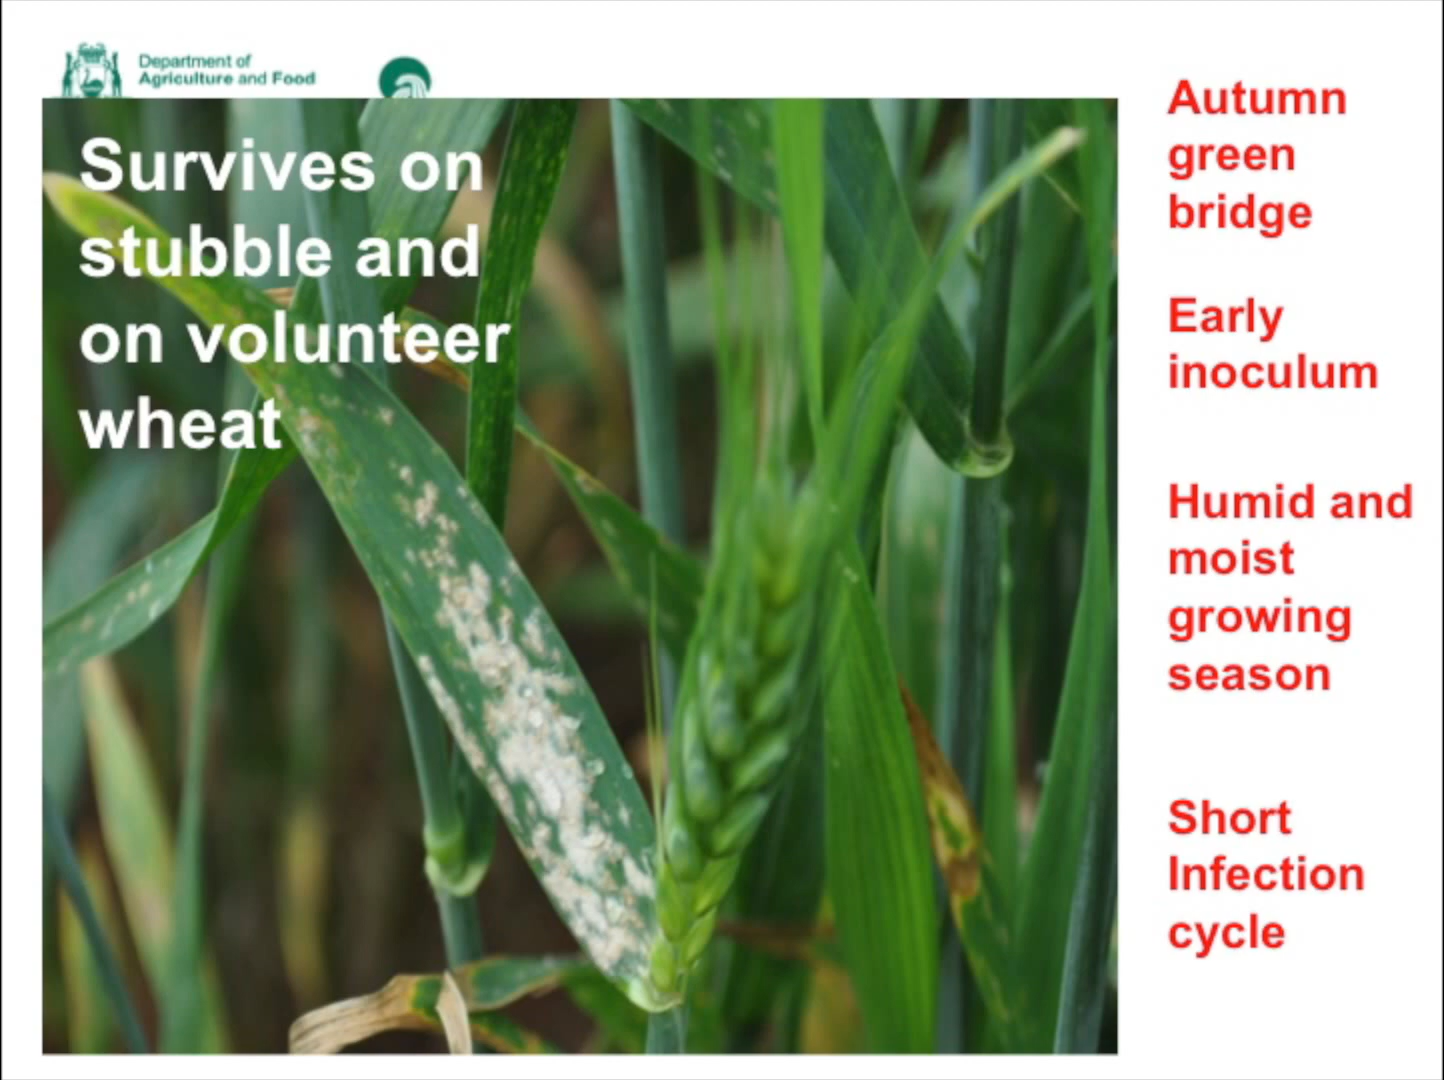 Department of
Agriculture and Food
Survives on
stubble and
on volunteer
wheat
Autumn
green
bridge
Early
inoculum
Humid and
moist
growing
season
Short
Infection
cycle